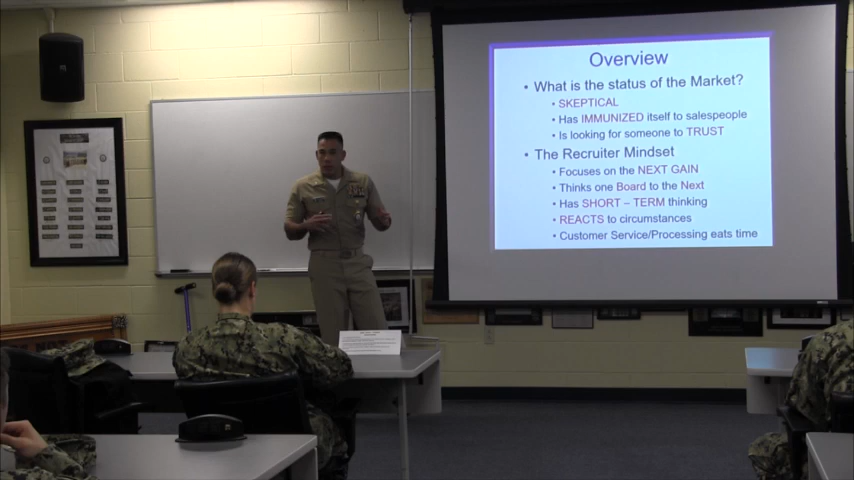 Overview
• What is the status of the Market?
• SKEPTICAL
• Has IMMUNIZED itself to salespeople
• Is looking for someone to TRUST
• The Recruiter Mindset
• Focuses on the NEXT GAIN
• Thinks one Board to the Next
• Has SHORT – TERM thinking
• REACTS to circumstances
• Customer Service/Processing eats time